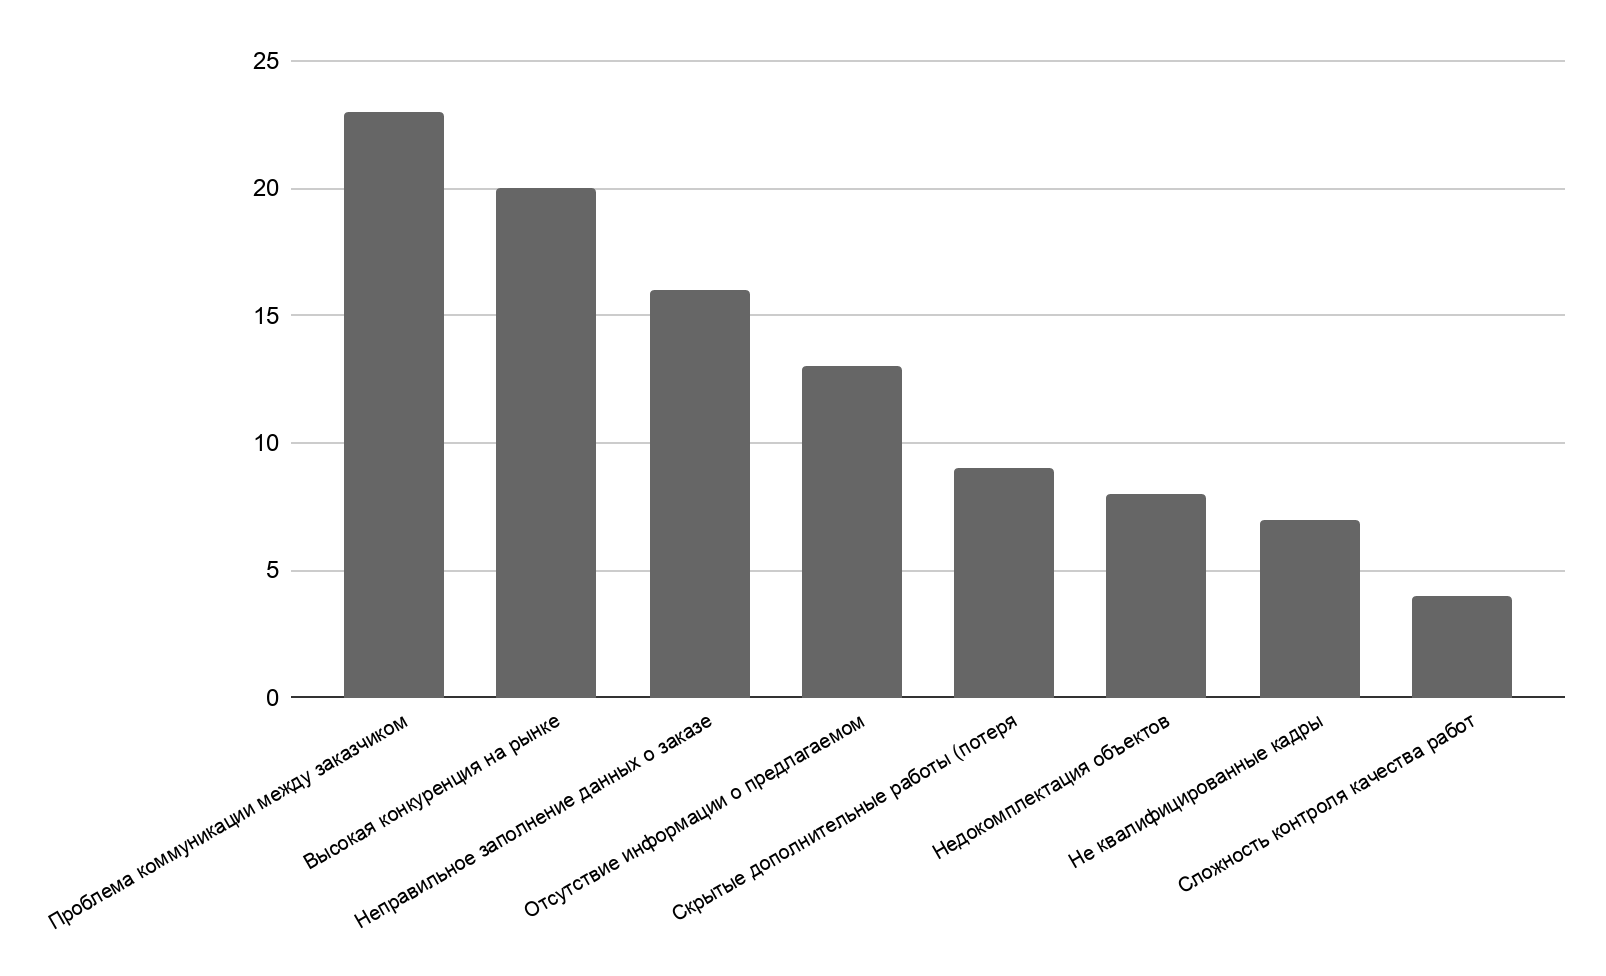 25
20
15
10
5
0
Проблема коммуникации между заказчиком
Высокая конкуренция на рынке
Неправильное заполнение данных о заказе
Отсутствие информации о предлагаемом
Скрытые дополнительные работы (потеря
Недокомплектация объектов
Не квалифицированные кадры
Сложность контроля качества работ